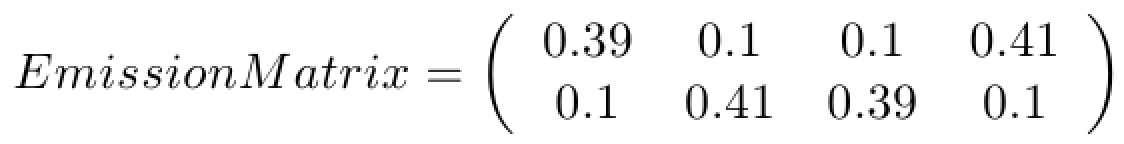 EmissionMatrix = ( 0.39 0.1 0.1 0.41
0.1 0.41 0.39 0.1 )